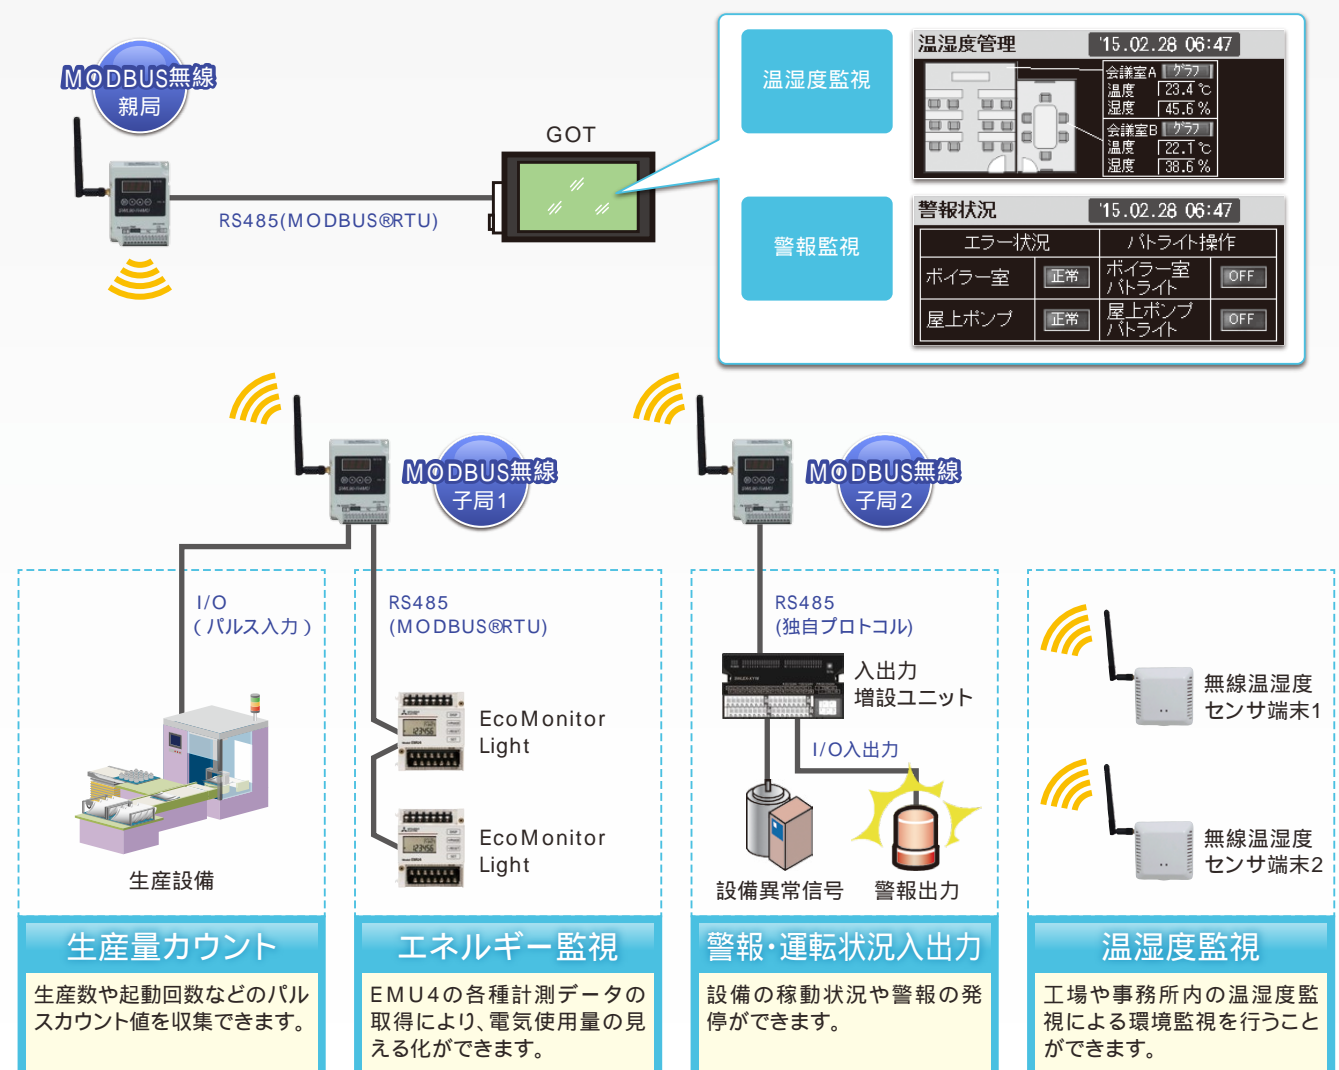 MODBUS無線
親局
GOT
RS485(MODBUS®RTU)
温湿度監視
温湿度管理
'15.02.28 06:47
会議室A グラフ
温度 23.4 ℃
湿度 45.6 %
会議室B グラフ
温度 22.1 ℃
湿度 38.6 %
警報監視
警報状況
'15.02.28 06:47
エラー状況
パトライト操作
ボイラー室
正常
ボイラー室
パトライト
OFF
屋上ポンプ
正常
屋上ポンプ
パトライト
OFF
MODBUS無線
子局1
MODBUS無線
子局2
I/O
(パルス入力)
生産設備
RS485
(MODBUS®RTU)
EcoMonitor
Light
EcoMonitor
Light
RS485
(独自プロトコル)
入出力
増設ユニット
I/O入出力
設備異常信号
警報出力
無線温湿度
センサ端末1
無線温湿度
センサ端末2
生産量カウント
生産数や起動回数などのパル
スカウント値を収集できます。
エネルギー監視
EMU4の各種計測データの
取得により、電気使用量の見
える化ができます。
警報・運転状況入出力
設備の稼動状況や警報の発
停ができます。
温湿度監視
工場や事務所内の温湿度監
視による環境監視を行うこと
ができます。